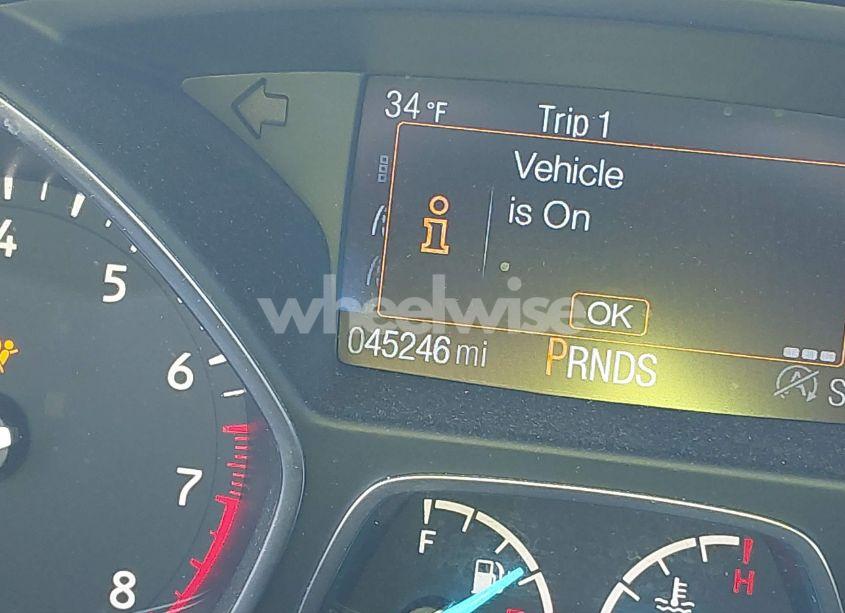 34 °F
Trip 1
Vehicle
is On
OK
wheelwise
045246 mi
PRNDS
S
4
5
6
7
8
F
H